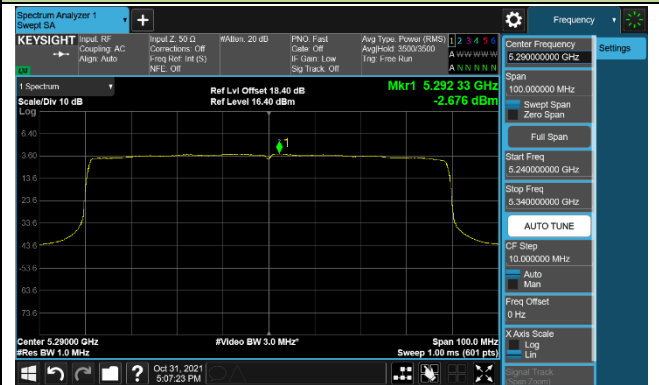 Spectrum Analyzer 1
Swept SA
+
Frequency
KEYSIGHT
Input: RF
Coupling: AC
Align: Auto
Input Z: 50 Ω
Corrections: Off
Freq Ref: Int (S)
NFE: Off
#Atten: 20 dB
PNO: Fast
Gate: Off
IF Gain: Low
Sig Track: Off
Avg Type: Power (RMS)
Avg|Hold: 3500/3500
Trig: Free Run
1 2 3 4 5 6
A W W W W W
A N N N N N
LXI
1 Spectrum
Scale/Div 10 dB
Log
Ref Lvl Offset 18.40 dB
Ref Level 16.40 dBm
Mkr1 5.292 33 GHz
-2.676 dBm
1
6.40
-3.60
-13.6
-23.6
-33.6
-43.6
-53.6
-63.6
-73.6
Center 5.29000 GHz
#Res BW 1.0 MHz
#Video BW 3.0 MHz*
Span 100.0 MHz
Sweep 1.00 ms (601 pts)
Oct 31, 2021
5:07:23 PM
?
Center Frequency
5.290000000 GHz
Settings
Span
100.000000 MHz
Swept Span
Zero Span
Full Span
Start Freq
5.240000000 GHz
Stop Freq
5.340000000 GHz
AUTO TUNE
CF Step
10.000000 MHz
Auto
Man
Freq Offset
0 Hz
X Axis Scale
Log
Lin
Signal Track
(Span Zoom)